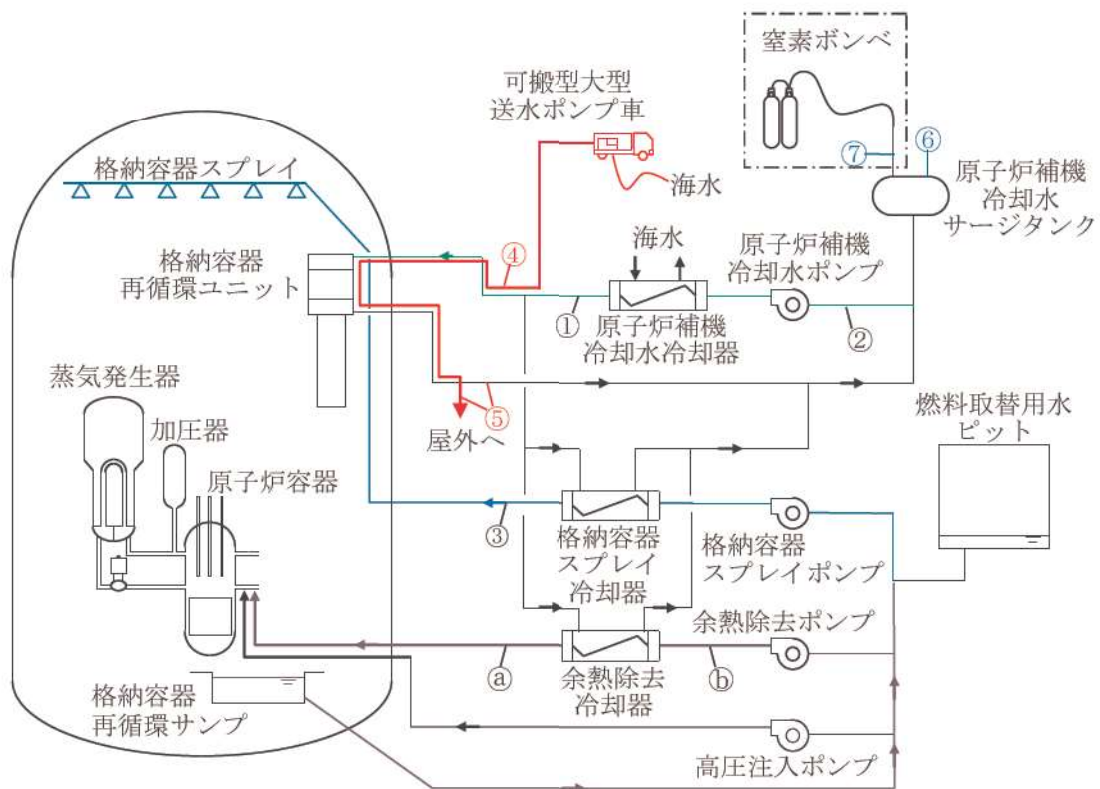 窒素ボンベ
⑦
⑥
原子炉補機
冷却水
サージタンク
可搬型大型
送水ポンプ車
海水
格納容器スプレイ
格納容器
再循環ユニット
④
海水
原子炉補機
冷却水ポンプ
①
原子炉補機
冷却水冷却器
②
⑤
屋外へ
蒸気発生器
加圧器
原子炉容器
燃料取替用水
ピット
③
格納容器
スプレイ
冷却器
格納容器
スプレイポンプ
余熱除去ポンプ
ⓐ
ⓑ
余熱除去
冷却器
格納容器
再循環サンプ
高圧注入ポンプ